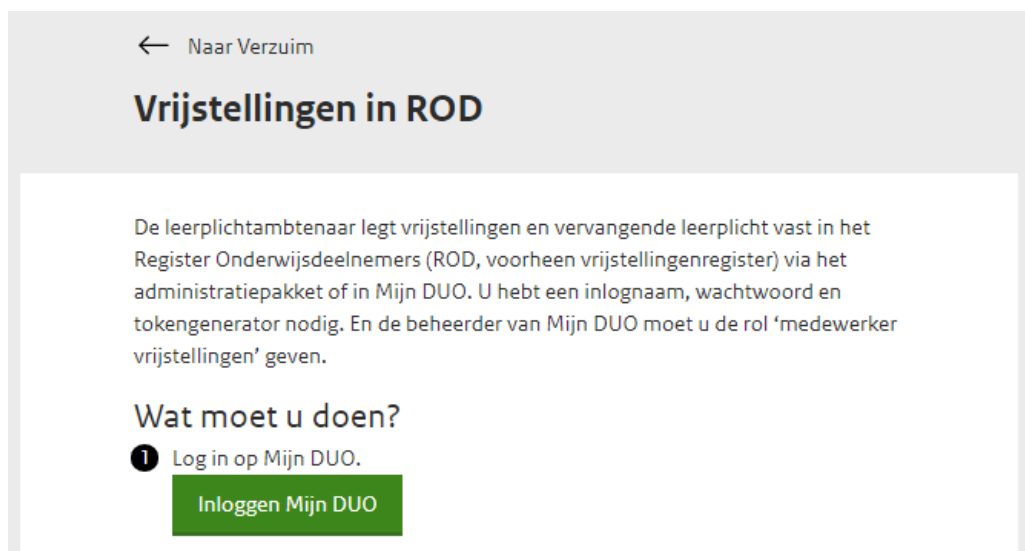 ← Naar Verzuim
Vrijstellingen in ROD
De leerplichtambtenaar legt vrijstellingen en vervangende leerplicht vast in het
Register Onderwijsdeelnemers (ROD, voorheen vrijstellingenregister) via het
administratiepakket of in Mijn DUO. U hebt een inlognaam, wachtwoord en
tokengenerator nodig. En de beheerder van Mijn DUO moet u de rol ‘medewerker
vrijstellingen’ geven.
Wat moet u doen?
1 Log in op Mijn DUO.
Inloggen Mijn DUO